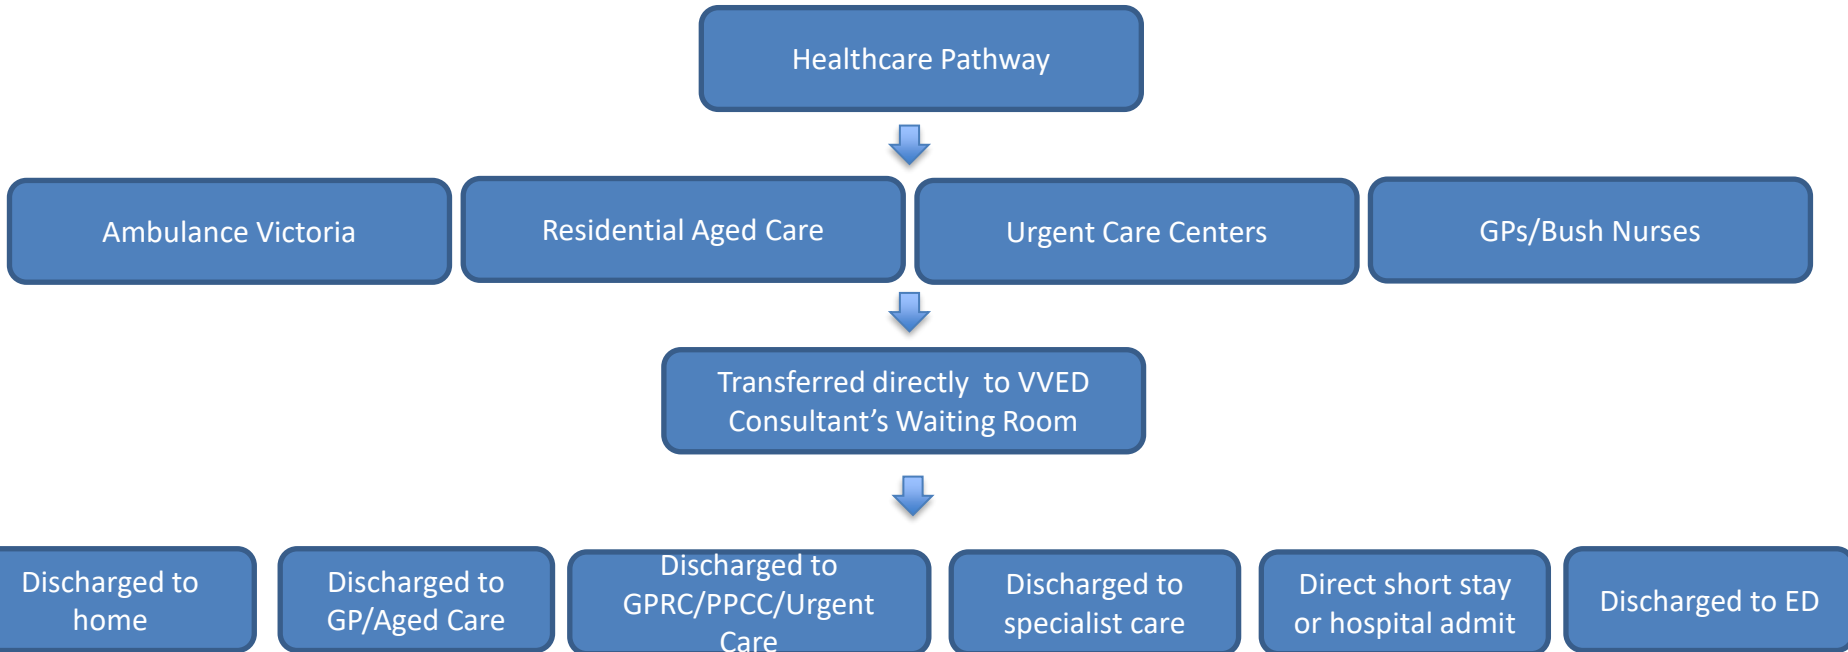 Healthcare Pathway
Ambulance Victoria
Residential Aged Care
Urgent Care Centers
GPs/Bush Nurses
Transferred directly  to VVED
Consultant’s Waiting Room
Discharged to
home
Discharged to
GP/Aged Care
Discharged to
GPRC/PPCC/Urgent
Care
Discharged to
specialist care
Direct short stay
or hospital admit
Discharged to ED